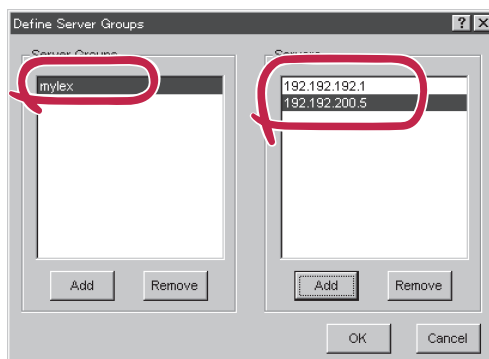 Define Server Groups
Server Groups
Servers
mylex
192.192.192.1
192.192.200.5
Add
Remove
Add
Remove
OK
Cancel